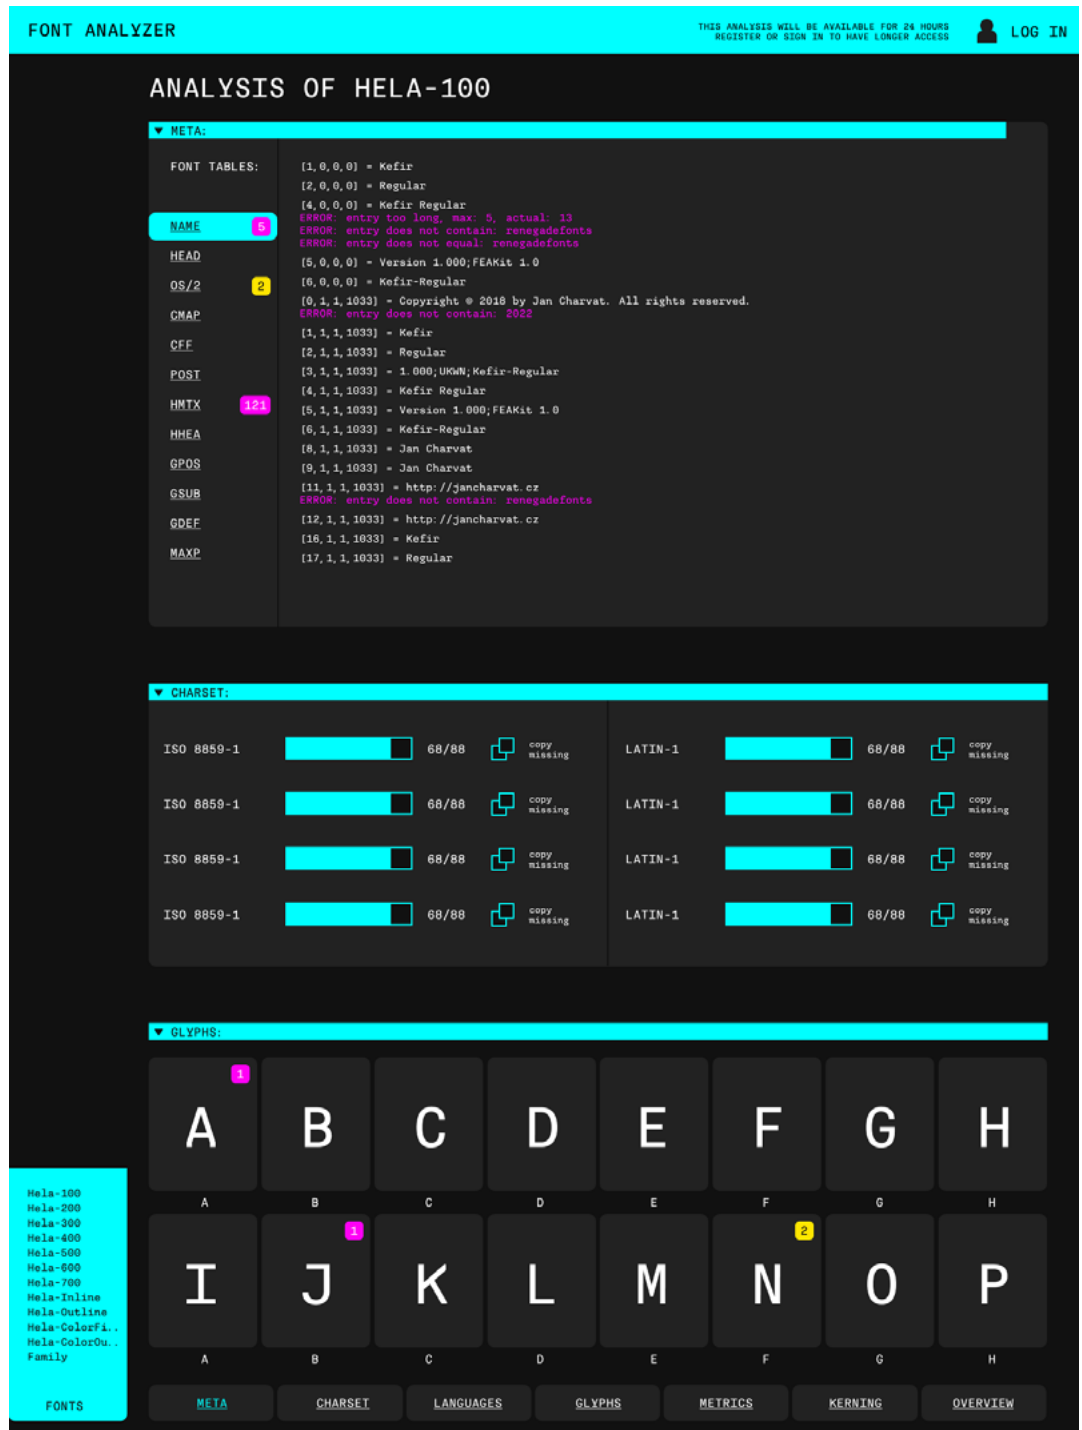 FONT ANALYZER
THIS ANALYSIS WILL BE AVAILABLE FOR 24 HOURS
REGISTER OR SIGN IN TO HAVE LONGER ACCESS
LOG IN
ANALYSIS OF HELA-100
▼ META:
FONT TABLES:
NAME 5
HEAD
OS/2 2
CMAP
CFF
POST
HMTX 121
HHEA
GPOS
GSUB
GDEF
MAXP
[1,0,0,0] = Kefir
[2,0,0,0] = Regular
[4,0,0,0] = Kefir Regular
ERROR: entry too long, max: 5, actual: 13
ERROR: entry does not contain: renegadefonts
ERROR: entry does not equal: renegadefonts
[5,0,0,0] = Version 1.000;FEAKit 1.0
[6,0,0,0] = Kefir-Regular
[0,1,1,1033] = Copyright © 2018 by Jan Charvat. All rights reserved.
ERROR: entry does not contain: 2022
[1,1,1,1033] = Kefir
[2,1,1,1033] = Regular
[3,1,1,1033] = 1.000;UKWN;Kefir-Regular
[4,1,1,1033] = Kefir Regular
[5,1,1,1033] = Version 1.000;FEAKit 1.0
[6,1,1,1033] = Kefir-Regular
[8,1,1,1033] = Jan Charvat
[9,1,1,1033] = Jan Charvat
[11,1,1,1033] = http://jancharvat.cz
ERROR: entry does not contain: renegadefonts
[12,1,1,1033] = http://jancharvat.cz
[16,1,1,1033] = Kefir
[17,1,1,1033] = Regular
▼ CHARSET:
ISO 8859-1 68/88 copy missing
ISO 8859-1 68/88 copy missing
ISO 8859-1 68/88 copy missing
ISO 8859-1 68/88 copy missing
LATIN-1 68/88 copy missing
LATIN-1 68/88 copy missing
LATIN-1 68/88 copy missing
LATIN-1 68/88 copy missing
▼ GLYPHS:
1
A B C D E F G H
A B C D E F G H
1 2
I J K L M N O P
A B C D E F G H
Hela-100
Hela-200
Hela-300
Hela-400
Hela-500
Hela-600
Hela-700
Hela-Inline
Hela-Outline
Hela-ColorFi..
Hela-ColorOu..
Family
FONTS
META CHARSET LANGUAGES GLYPHS METRICS KERNING OVERVIEW